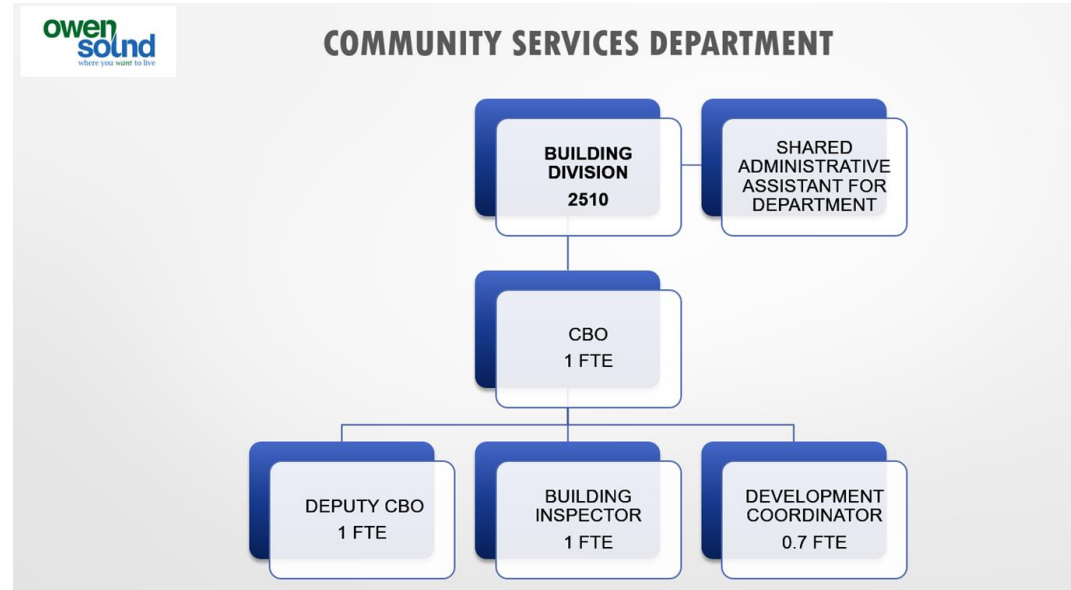 owen
sound
where you want to live
COMMUNITY SERVICES DEPARTMENT
BUILDING
DIVISION
2510
SHARED
ADMINISTRATIVE
ASSISTANT FOR
DEPARTMENT
CBO
1 FTE
DEPUTY CBO
1 FTE
BUILDING
INSPECTOR
1 FTE
DEVELOPMENT
COORDINATOR
0.7 FTE